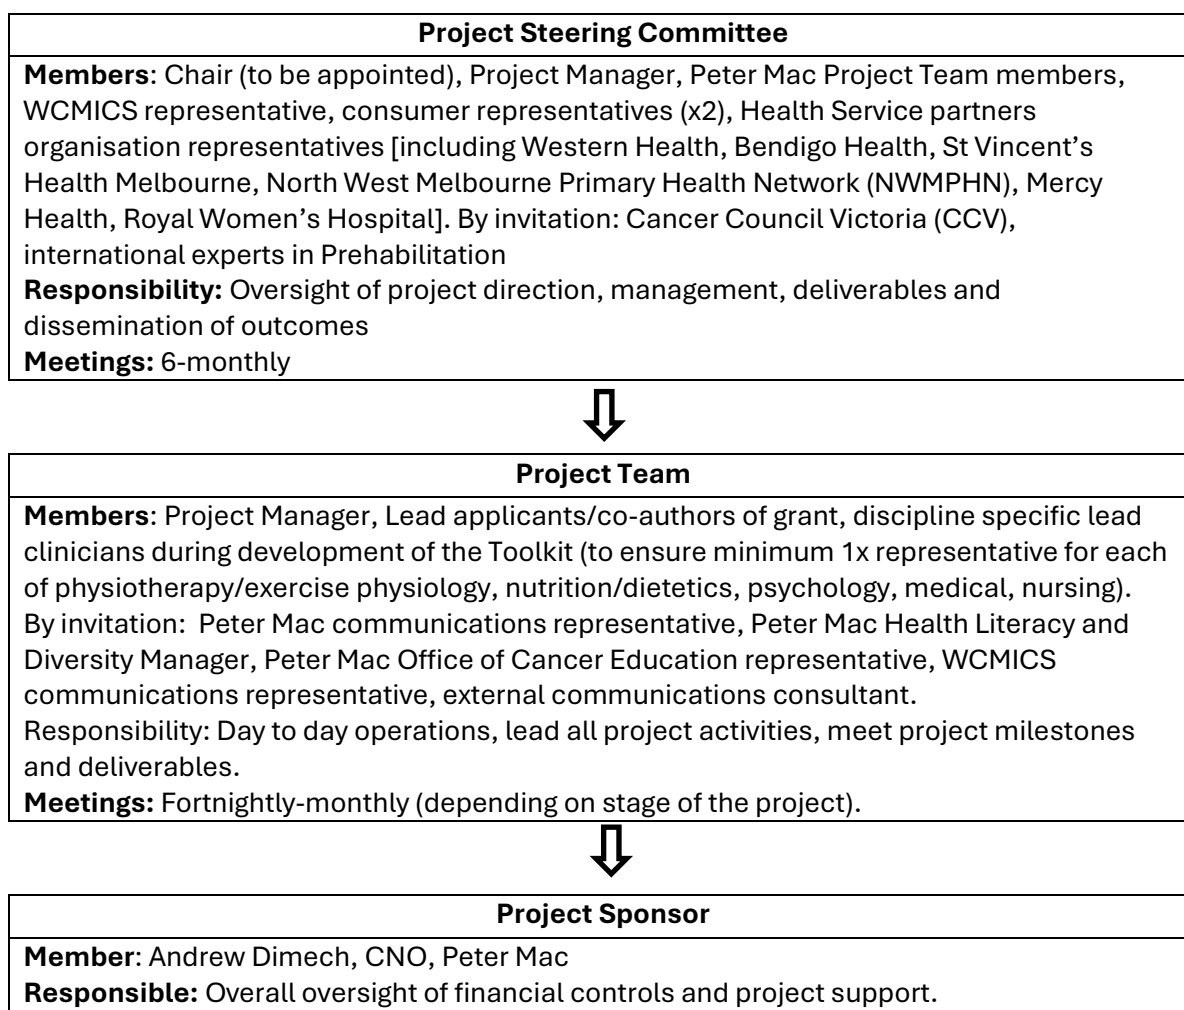 Project Steering Committee
Members: Chair (to be appointed), Project Manager, Peter Mac Project Team members,
WCMICS representative, consumer representatives (x2), Health Service partners
organisation representatives [including Western Health, Bendigo Health, St Vincent’s
Health Melbourne, North West Melbourne Primary Health Network (NWMPHN), Mercy
Health, Royal Women’s Hospital]. By invitation: Cancer Council Victoria (CCV),
international experts in Prehabilitation
Responsibility: Oversight of project direction, management, deliverables and
dissemination of outcomes
Meetings: 6-monthly
Project Team
Members: Project Manager, Lead applicants/co-authors of grant, discipline specific lead
clinicians during development of the Toolkit (to ensure minimum 1x representative for each
of physiotherapy/exercise physiology, nutrition/dietetics, psychology, medical, nursing).
By invitation:  Peter Mac communications representative, Peter Mac Health Literacy and
Diversity Manager, Peter Mac Office of Cancer Education representative, WCMICS
communications representative, external communications consultant.
Responsibility: Day to day operations, lead all project activities, meet project milestones
and deliverables.
Meetings: Fortnightly-monthly (depending on stage of the project).
Project Sponsor
Member: Andrew Dimech, CNO, Peter Mac
Responsible: Overall oversight of financial controls and project support.